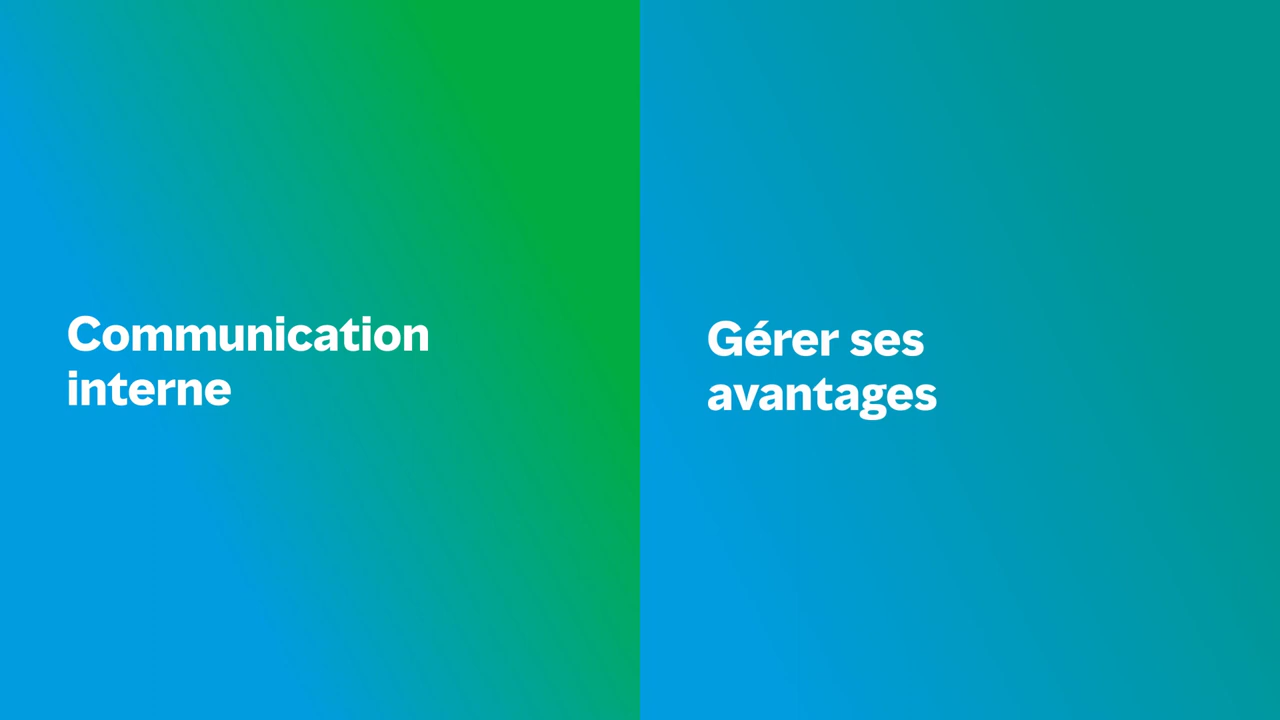 Communication
interne
Gérer ses
avantages